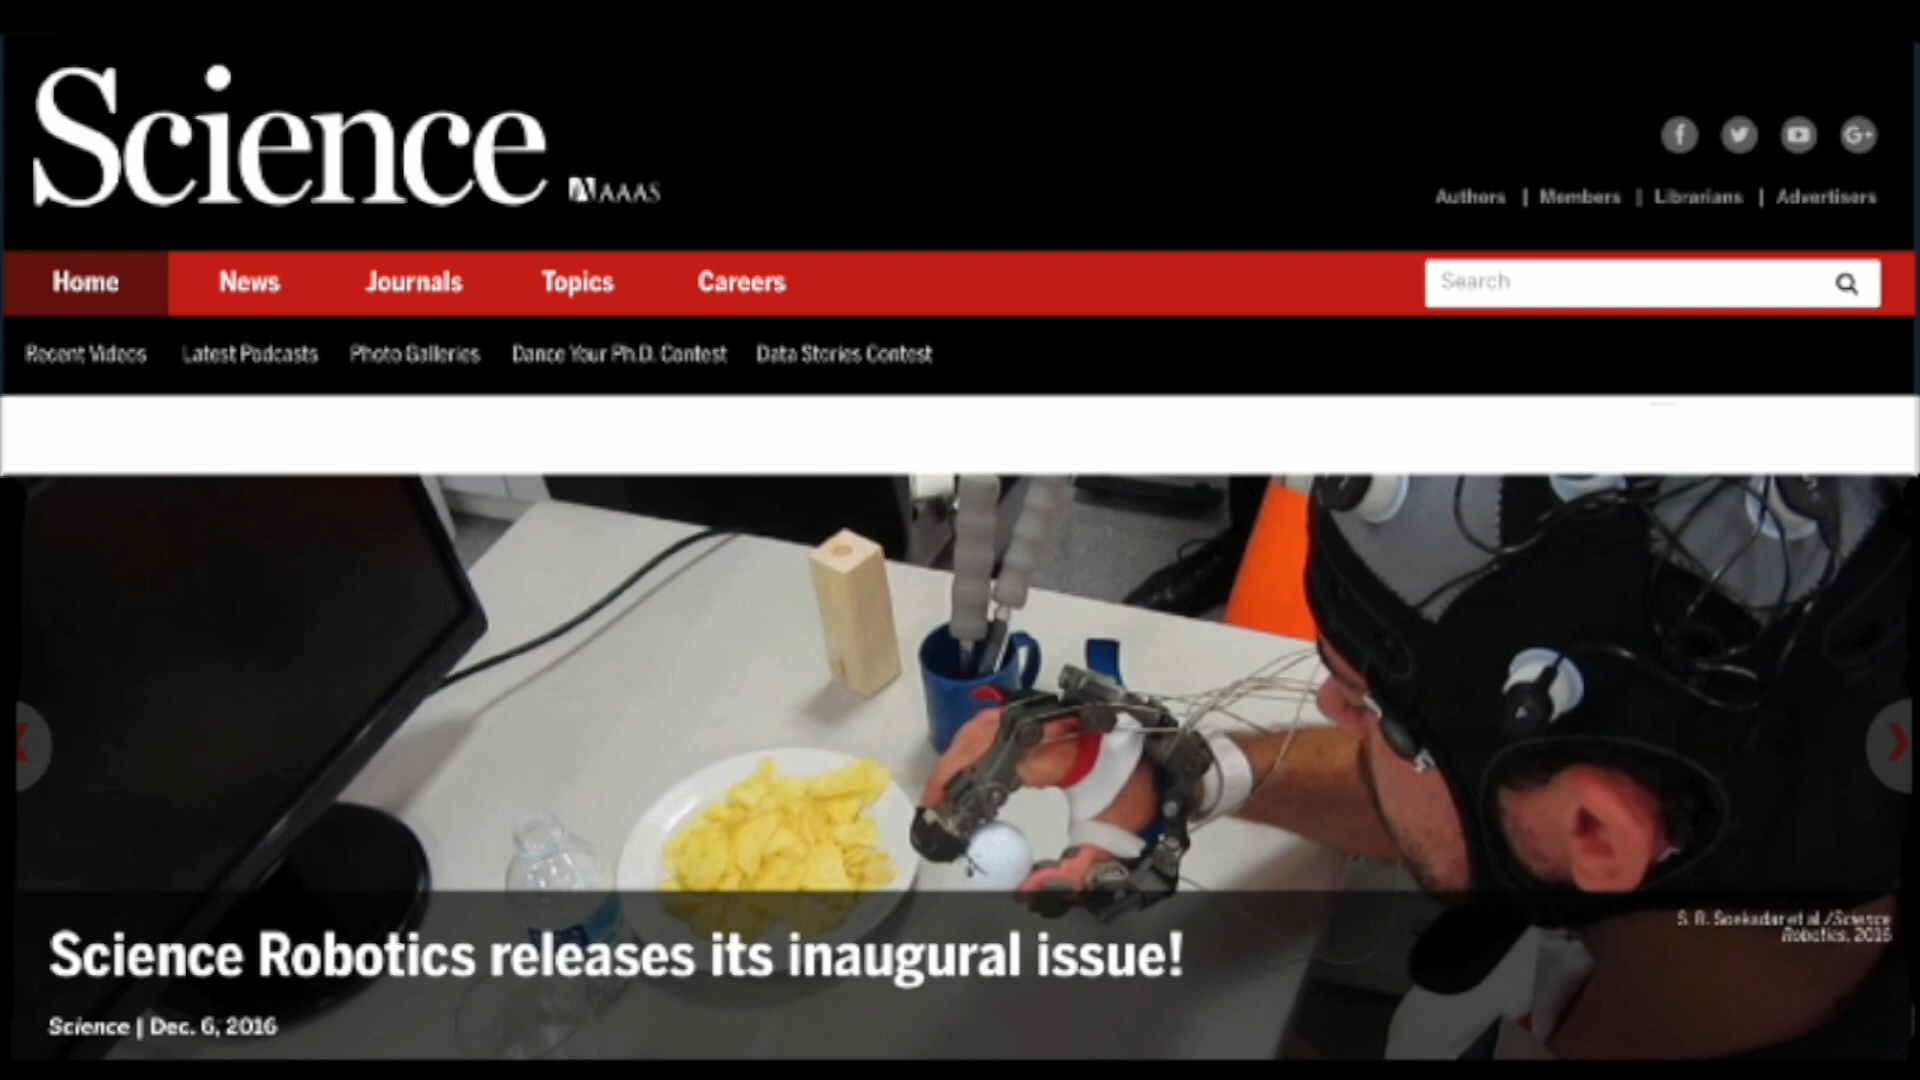 Science
AAAS
Authors | Members | Librarians | Advertisers
Home News Journals Topics Careers
Search
Recent Videos Latest Podcasts Photo Galleries Dance Your Ph.D. Contest Data Stories Contest
Science Robotics releases its inaugural issue!
Science | Dec. 6, 2016
S. R. Soekadar et al./Science
Robotics, 2016